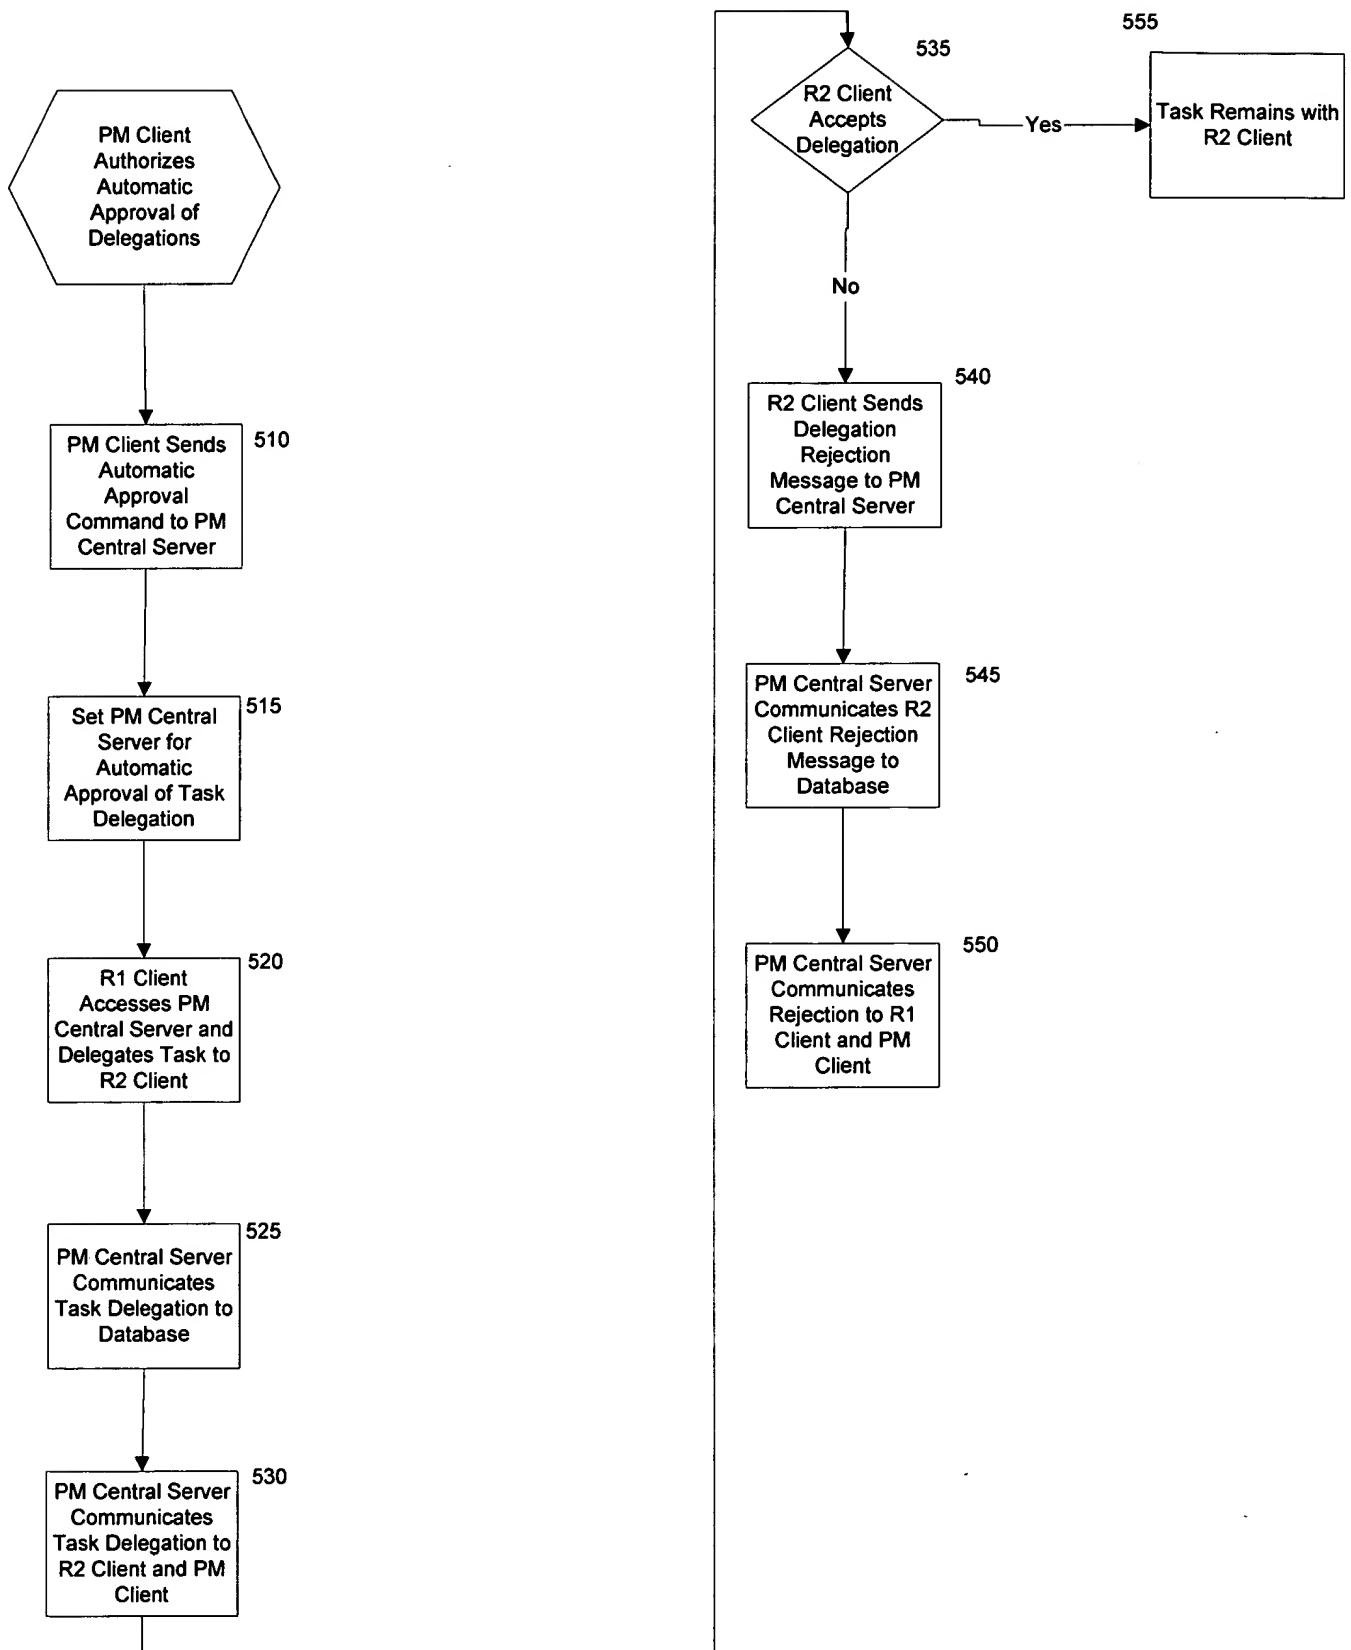 PM Client
Authorizes
Automatic
Approval of
Delegations
510
PM Client Sends
Automatic
Approval
Command to PM
Central Server
515
Set PM Central
Server for
Automatic
Approval of Task
Delegation
520
R1 Client
Accesses PM
Central Server and
Delegates Task to
R2 Client
525
PM Central Server
Communicates
Task Delegation to
Database
530
PM Central Server
Communicates
Task Delegation to
R2 Client and PM
Client
535
R2 Client
Accepts
Delegation
Yes
555
Task Remains with
R2 Client
No
540
R2 Client Sends
Delegation
Rejection
Message to PM
Central Server
545
PM Central Server
Communicates R2
Client Rejection
Message to
Database
550
PM Central Server
Communicates
Rejection to R1
Client and PM
Client